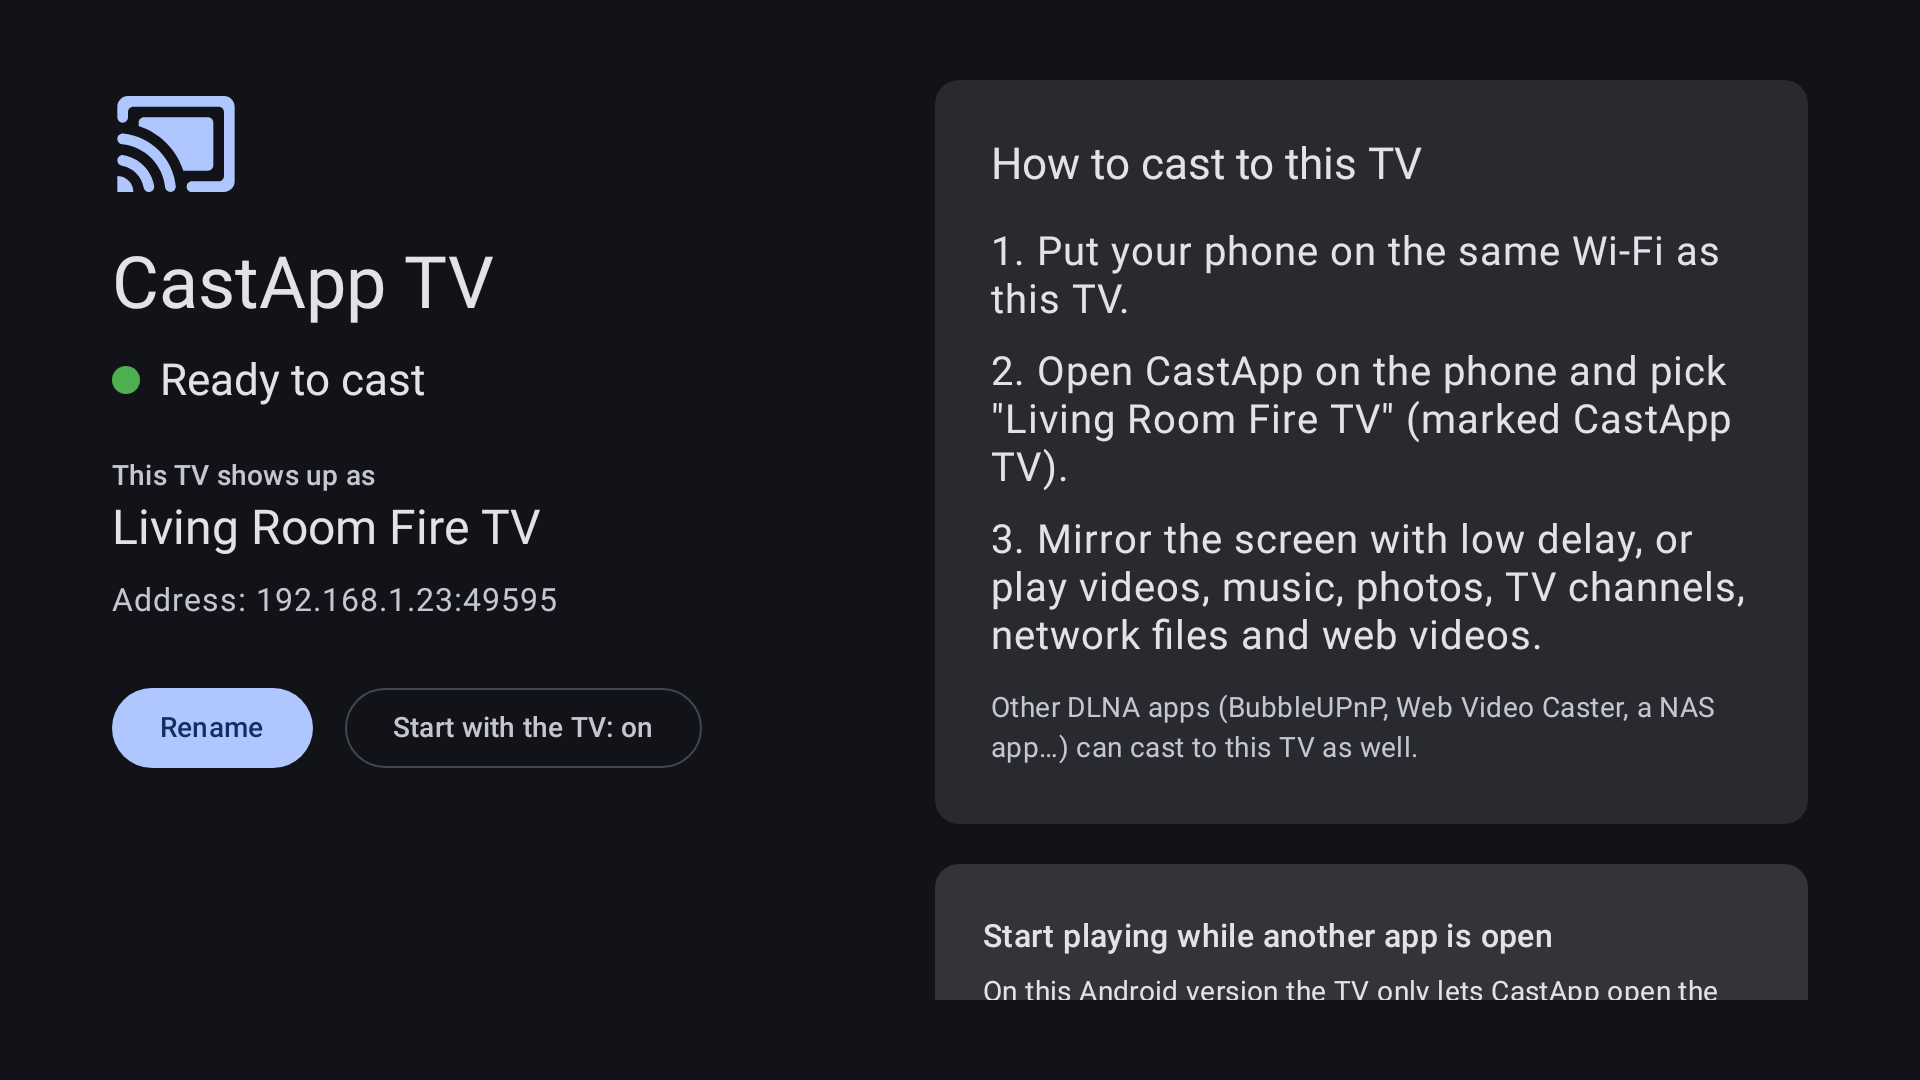 CastApp TV
Ready to cast
This TV shows up as
Living Room Fire TV
Address: 192.168.1.23:49595
Rename
Start with the TV: on
How to cast to this TV
1. Put your phone on the same Wi-Fi as
this TV.
2. Open CastApp on the phone and pick
"Living Room Fire TV" (marked CastApp
TV).
3. Mirror the screen with low delay, or
play videos, music, photos, TV channels,
network files and web videos.
Other DLNA apps (BubbleUPnP, Web Video Caster, a NAS
app…) can cast to this TV as well.
Start playing while another app is open
On this Android version the TV only lets CastApp open the